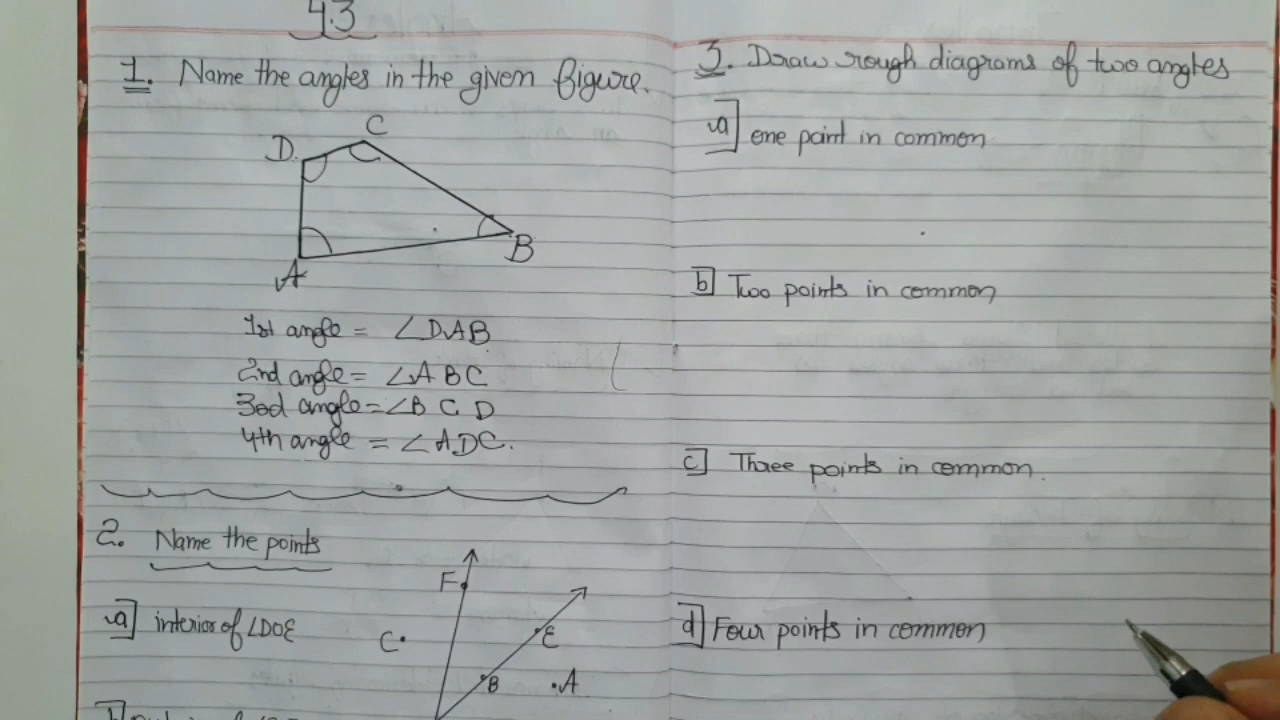 4.3
1. Name the angles in the given figure.
D
C
A
B
1st angle = ∠DAB
2nd angle = ∠ABC
3rd angle = ∠BCD
4th angle = ∠ADC.
2. Name the points
a] interior of ∠DOE
F
C
E
B
A
3. Draw rough diagrams of two angles
a] one point in common
b] Two points in common
c] Three points in common.
d] Four points in common